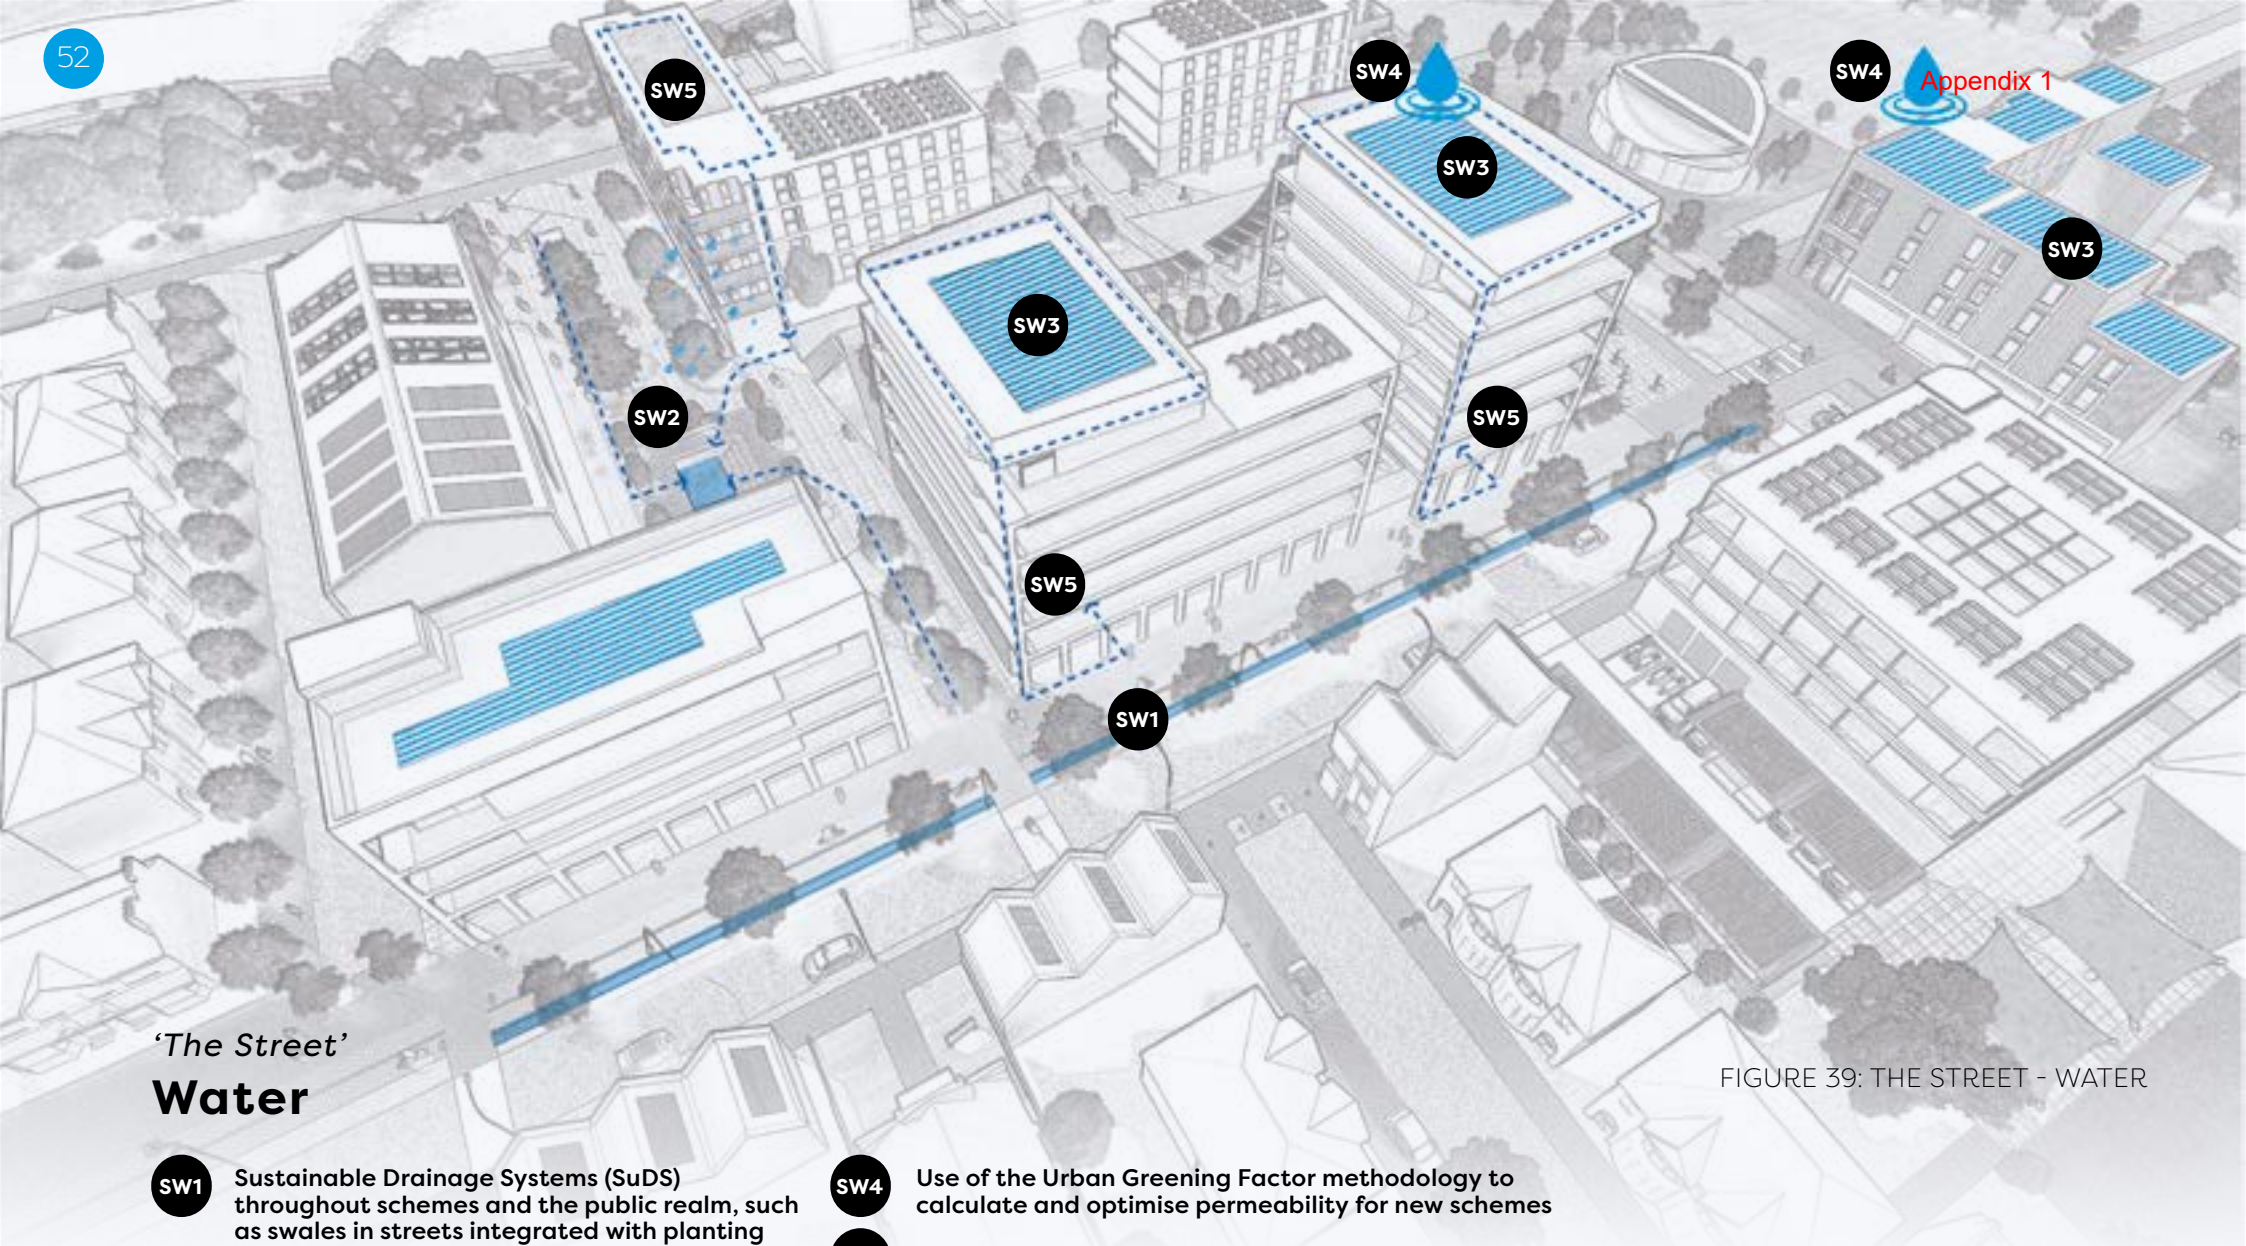 52
SW5
SW4
SW4
Appendix 1
SW3
SW3
SW3
SW2
SW5
SW5
SW1
‘The Street’
Water
FIGURE 39: THE STREET - WATER
SW1
Sustainable Drainage Systems (SuDS)
throughout schemes and the public realm, such
as swales in streets integrated with planting
SW4
Use of the Urban Greening Factor methodology to
calculate and optimise permeability for new schemes